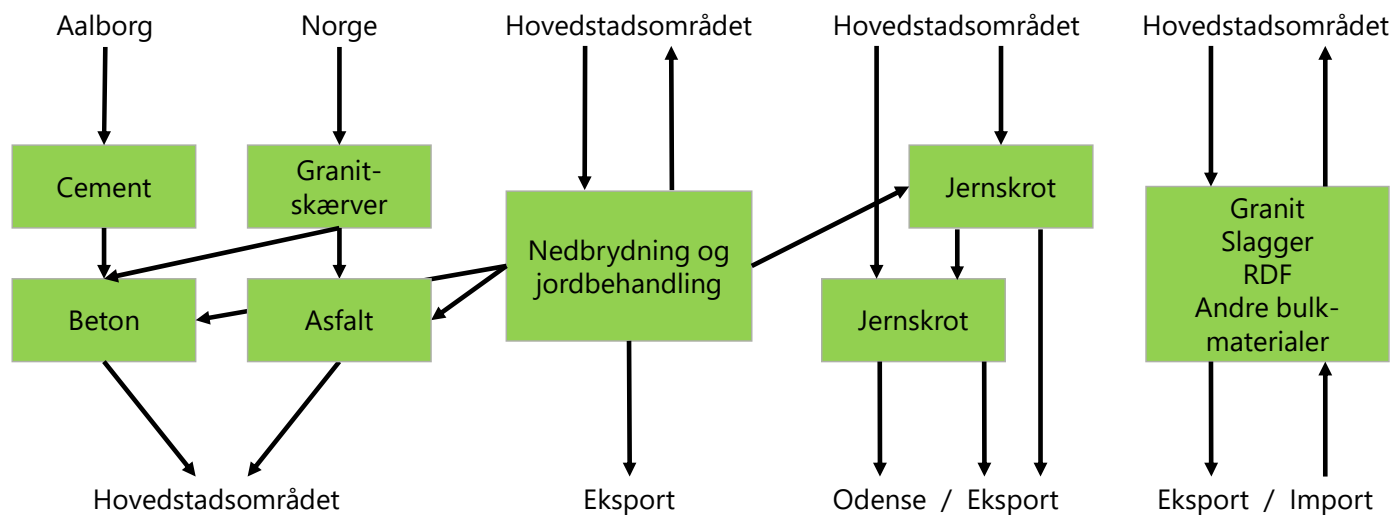 Aalborg
Norge
Hovedstadsområdet
Hovedstadsområdet
Hovedstadsområdet
Cement
Granit-
skærver
Nedbrydning og
jordbehandling
Jernskrot
Granit
Slagger
RDF
Andre bulk-
materialer
Beton
Asfalt
Jernskrot
Hovedstadsområdet
Eksport
Odense / Eksport
Eksport / Import